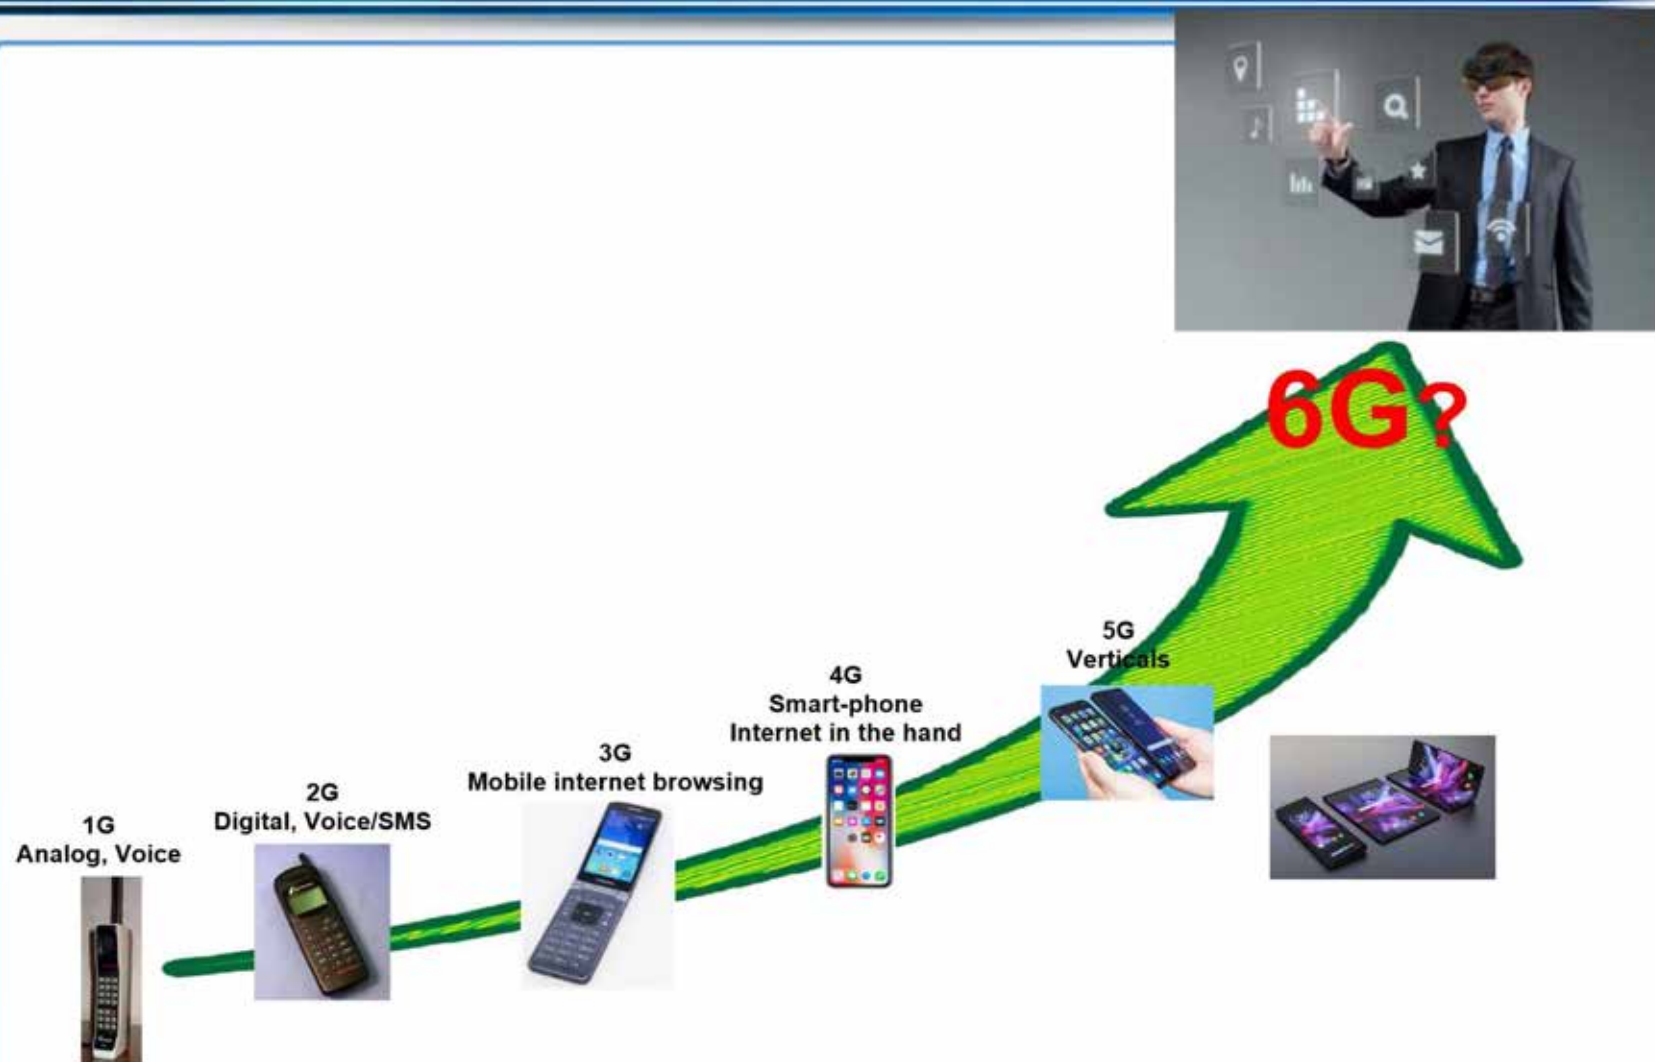 6G?
5G
Verticals
4G
Smart-phone
Internet in the hand
3G
Mobile internet browsing
2G
Digital, Voice/SMS
1G
Analog, Voice